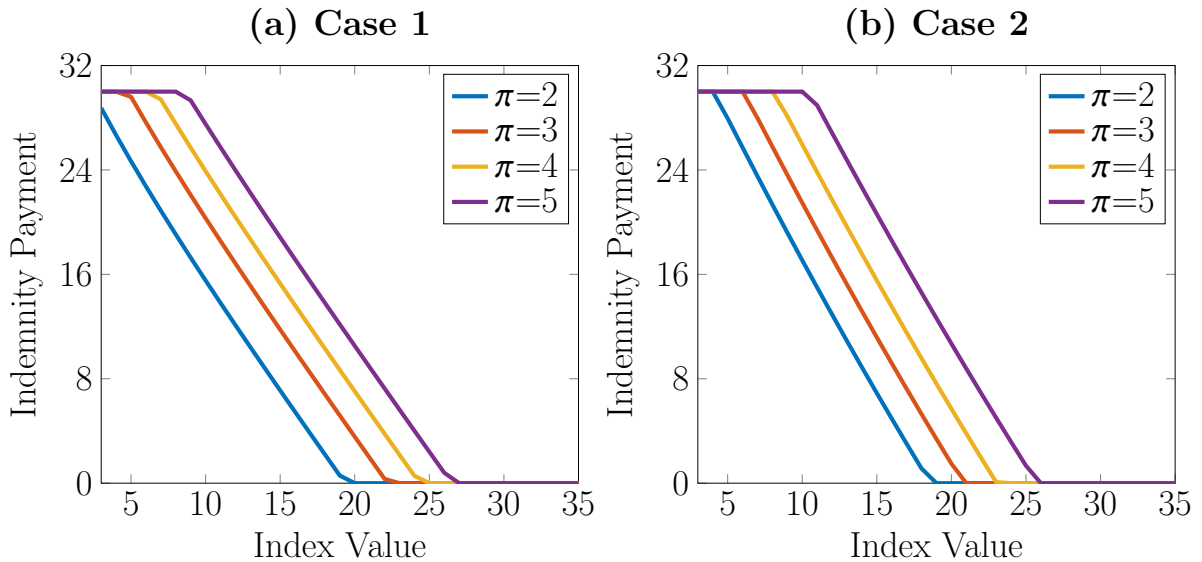 (a) Case 1
Indemnity Payment
32
24
16
8
0
5
10
15
20
25
30
35
Index Value
π=2
π=3
π=4
π=5
(b) Case 2
Indemnity Payment
32
24
16
8
0
5
10
15
20
25
30
35
Index Value
π=2
π=3
π=4
π=5